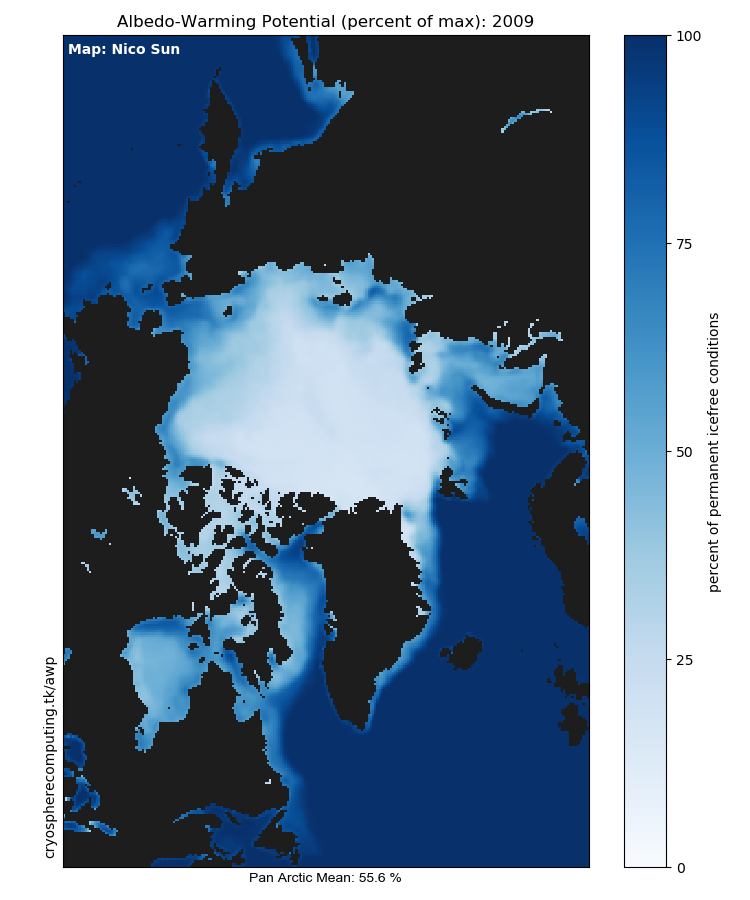 Albedo-Warming Potential (percent of max): 2009
Map: Nico Sun
100
75
50
25
0
percent of permanent icefree conditions
cryospherecomputing.tk/awp
Pan Arctic Mean: 55.6 %